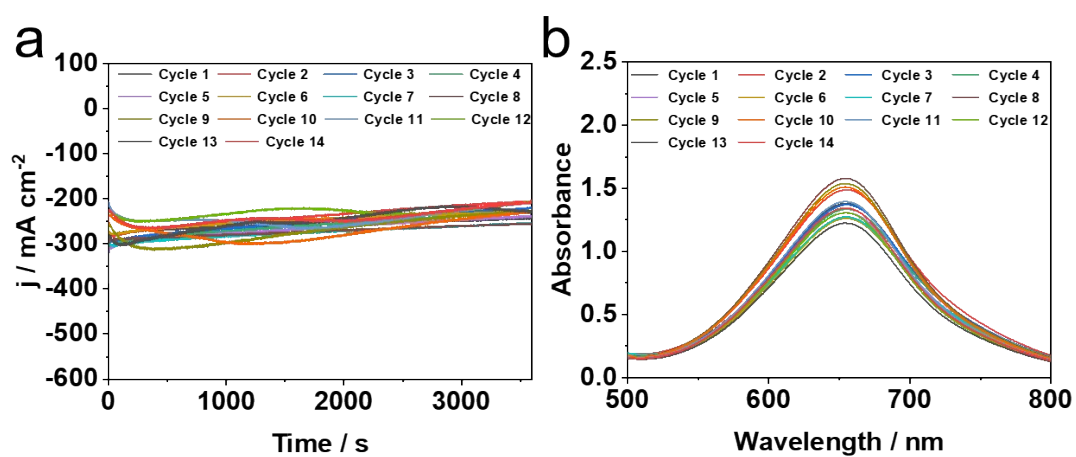 a
100
0
-100
-200
-300
-400
-500
-600
j / mA cm-2
Cycle 1 Cycle 2 Cycle 3 Cycle 4
Cycle 5 Cycle 6 Cycle 7 Cycle 8
Cycle 9 Cycle 10 Cycle 11 Cycle 12
Cycle 13 Cycle 14
0 1000 2000 3000
Time / s
b
2.5
2.0
1.5
1.0
0.5
0.0
Absorbance
Cycle 1 Cycle 2 Cycle 3 Cycle 4
Cycle 5 Cycle 6 Cycle 7 Cycle 8
Cycle 9 Cycle 10 Cycle 11 Cycle 12
Cycle 13 Cycle 14
500 600 700 800
Wavelength / nm